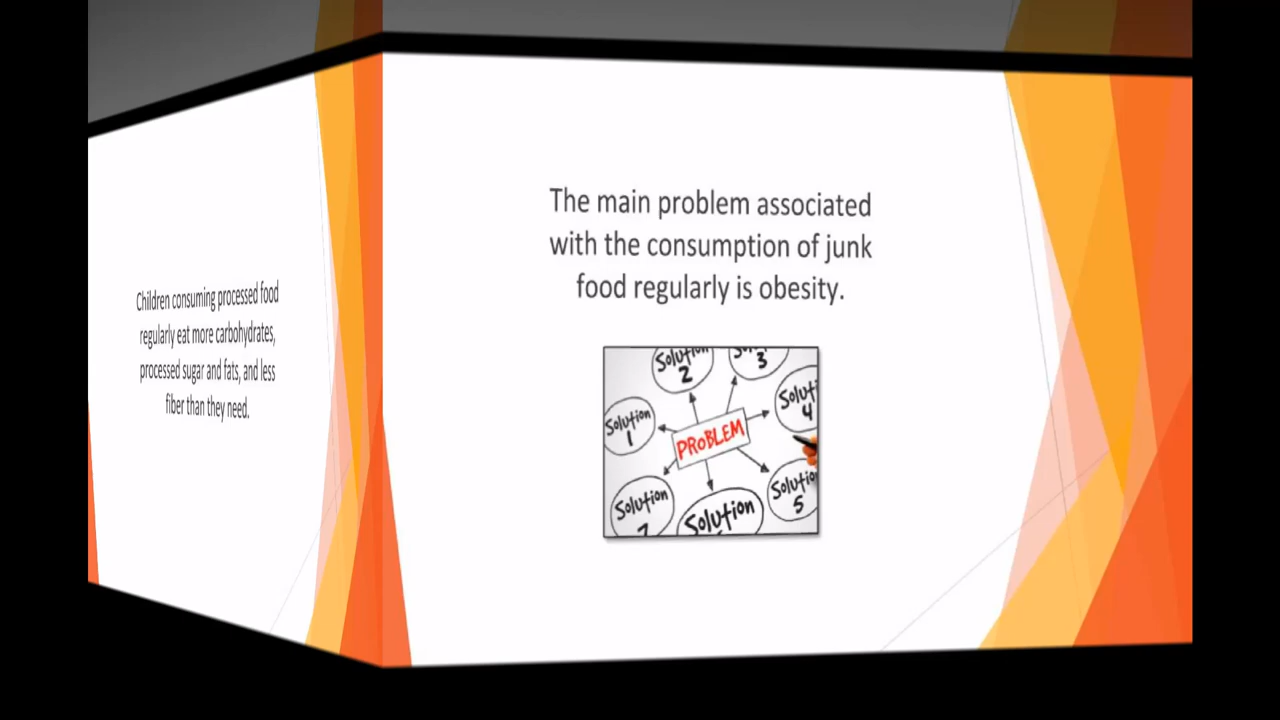 Children consuming processed food
regularly eat more carbohydrates,
processed sugar and fats, and less
fiber than they need.
The main problem associated
with the consumption of junk
food regularly is obesity.
Solution
2
3
Solution
1
4
PROBLEM
Solution
Solution
5
Solution